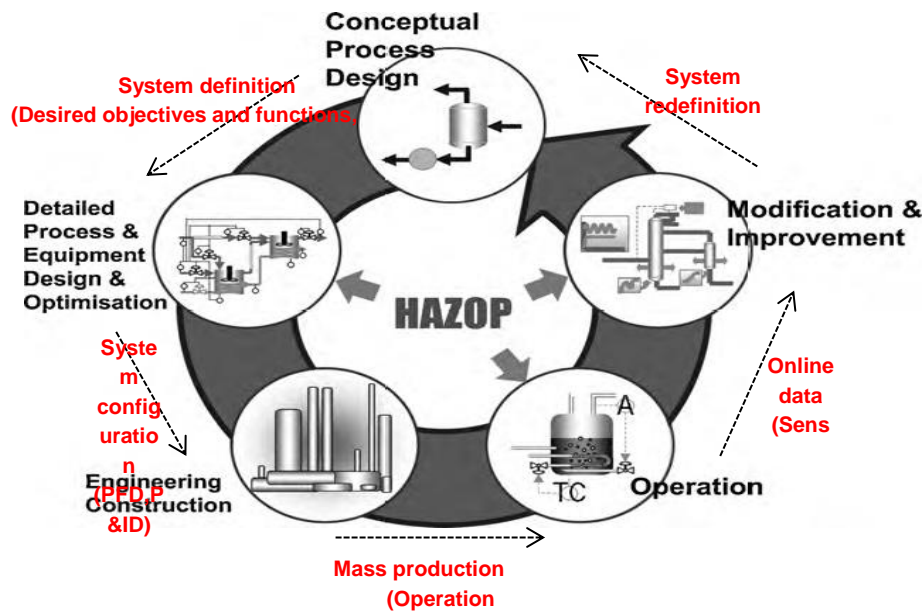 Conceptual
Process
Design
System definition
(Desired objectives and functions,
System
redefinition
Detailed
Process &
Equipment
Design &
Optimisation
Modification &
Improvement
HAZOP
Syste
m
config
uratio
n
(PFD,P
&ID)
Engineering
Construction
Online
data
(Sens
A
TC
Operation
Mass production
(Operation